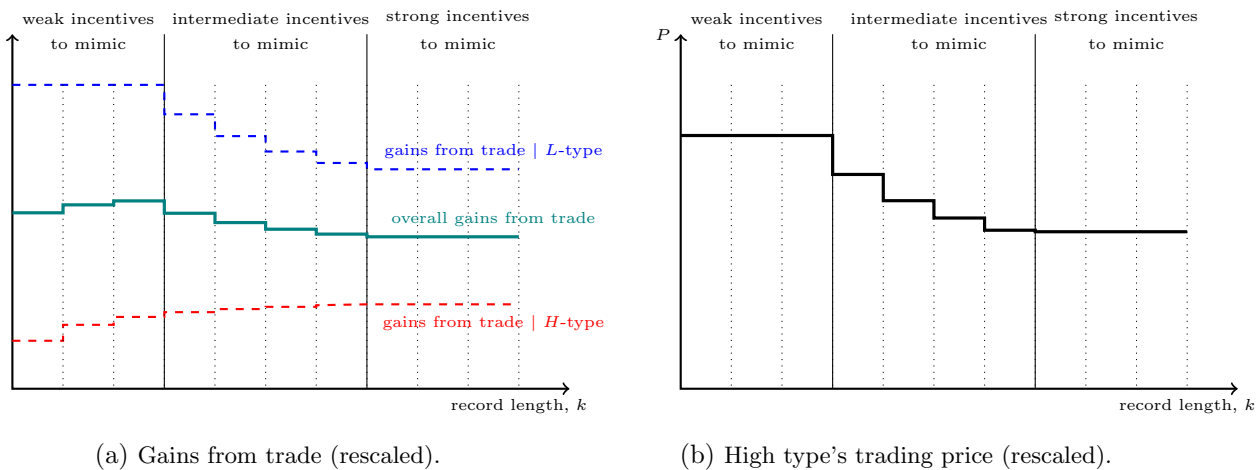 weak incentives
to mimic
intermediate incentives
to mimic
strong incentives
to mimic
gains from trade | L-type
overall gains from trade
gains from trade | H-type
record length, k
(a) Gains from trade (rescaled).
P
weak incentives
to mimic
intermediate incentives
to mimic
strong incentives
to mimic
record length, k
(b) High type's trading price (rescaled).